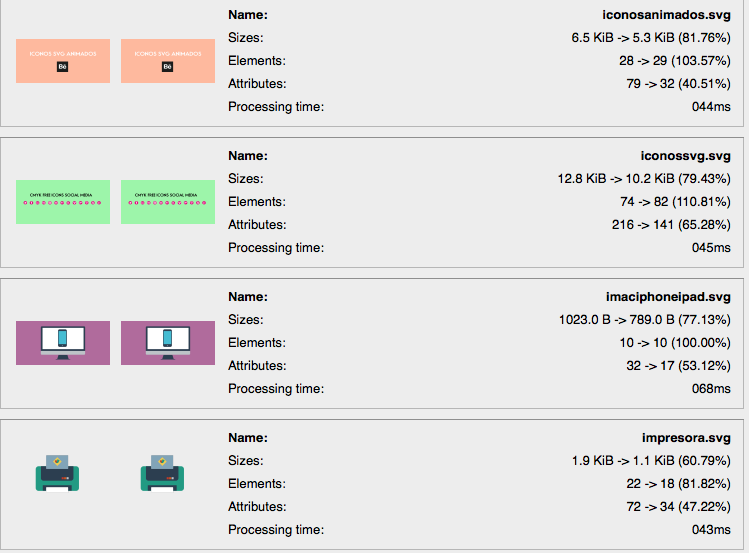 ICONOS SVG ANIMADOS
ICONOS SVG ANIMADOS
Bē
Bē
Name: iconosanimados.svg
Sizes: 6.5 KiB -> 5.3 KiB (81.76%)
Elements: 28 -> 29 (103.57%)
Attributes: 79 -> 32 (40.51%)
Processing time: 044ms
CMYK FREE ICONS SOCIAL MEDIA
CMYK FREE ICONS SOCIAL MEDIA
Name: iconossvg.svg
Sizes: 12.8 KiB -> 10.2 KiB (79.43%)
Elements: 74 -> 82 (110.81%)
Attributes: 216 -> 141 (65.28%)
Processing time: 045ms
Name: imaciphoneipad.svg
Sizes: 1023.0 B -> 789.0 B (77.13%)
Elements: 10 -> 10 (100.00%)
Attributes: 32 -> 17 (53.12%)
Processing time: 068ms
Name: impresora.svg
Sizes: 1.9 KiB -> 1.1 KiB (60.79%)
Elements: 22 -> 18 (81.82%)
Attributes: 72 -> 34 (47.22%)
Processing time: 043ms